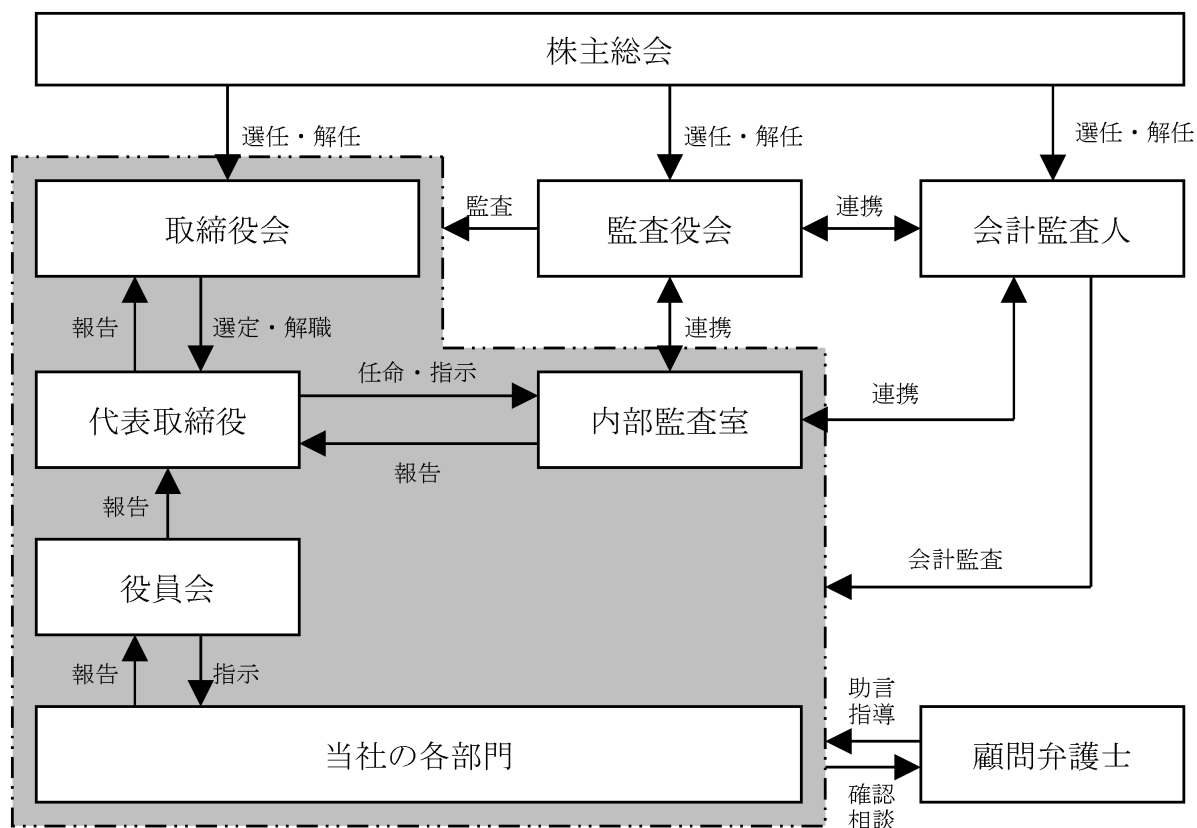 株主総会
選任・解任
選任・解任
選任・解任
取締役会
監査
監査役会
連携
会計監査人
報告
選定・解職
連携
代表取締役
任命・指示
報告
内部監査室
連携
報告
役員会
会計監査
報告
指示
当社の各部門
助言
指導
確認
相談
顧問弁護士